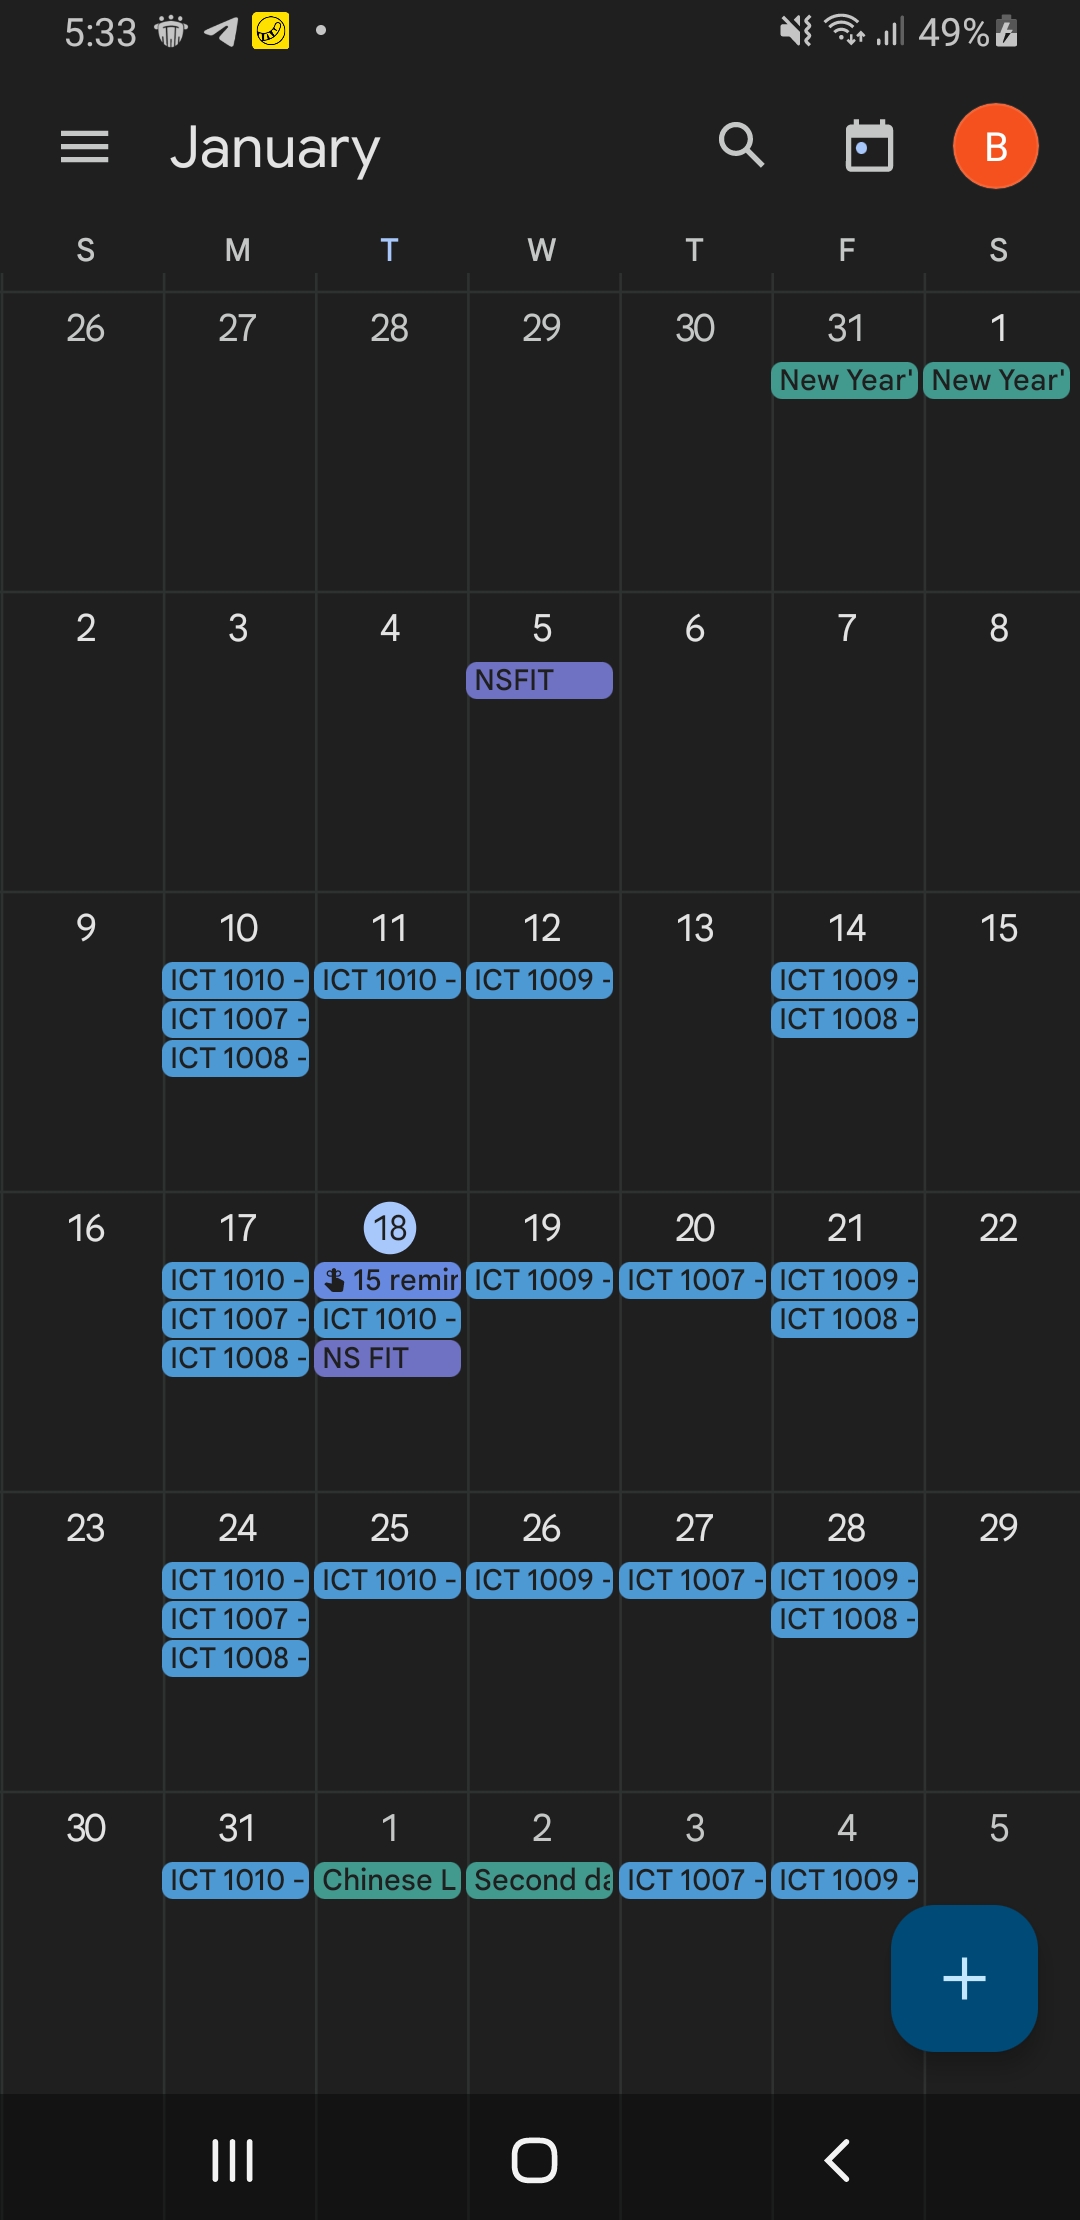 5:33 49%
January B
S M T W T F S
26 27 28 29 30 31 1
New Year' New Year'
2 3 4 5 6 7 8
NSFIT
9 10 11 12 13 14 15
ICT 1010 - ICT 1010 - ICT 1009 - ICT 1009 -
ICT 1007 - ICT 1008 -
ICT 1008 -
16 17 18 19 20 21 22
ICT 1010 - 15 remin ICT 1009 - ICT 1007 - ICT 1009 -
ICT 1007 - ICT 1010 - ICT 1008 -
ICT 1008 - NS FIT
23 24 25 26 27 28 29
ICT 1010 - ICT 1010 - ICT 1009 - ICT 1007 - ICT 1009 -
ICT 1007 - ICT 1008 -
ICT 1008 -
30 31 1 2 3 4 5
ICT 1010 - Chinese L Second da ICT 1007 - ICT 1009 -